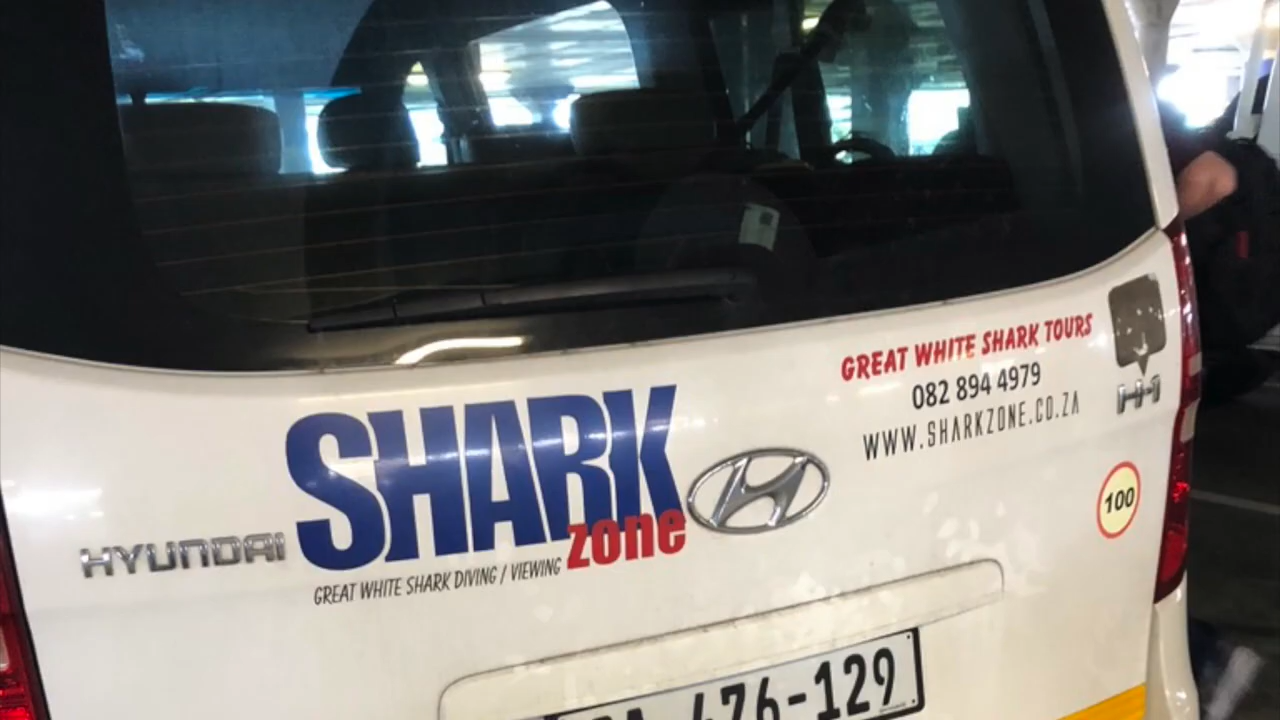 GREAT WHITE SHARK TOURS
082 894 4979
WWW.SHARKZONE.CO.ZA
H-1
SHARK
zone
HYUNDAI
GREAT WHITE SHARK DIVING / VIEWING
100
476-129